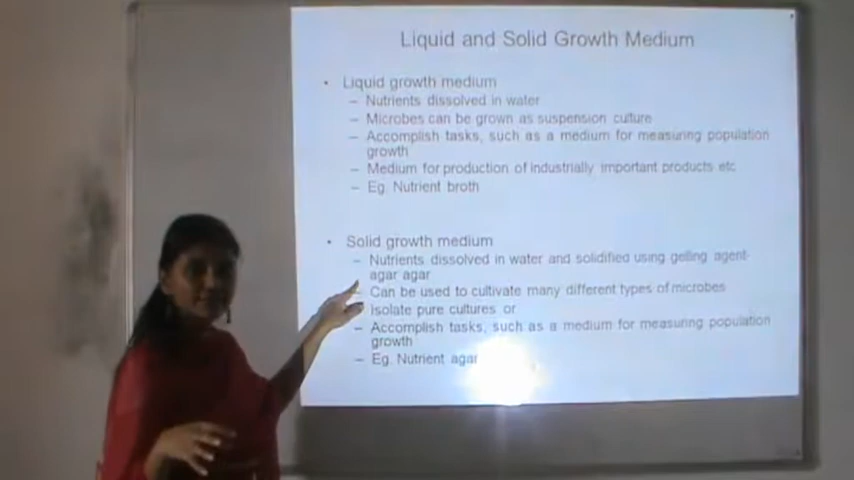 Liquid and Solid Growth Medium
• Liquid growth medium
– Nutrients dissolved in water
– Microbes can be grown as suspension culture
– Accomplish tasks, such as a medium for measuring population
growth
– Medium for production of industrially important products etc
– Eg. Nutrient broth
• Solid growth medium
– Nutrients dissolved in water and solidified using gelling agent-
agar agar
– Can be used to cultivate many different types of microbes
– Isolate pure cultures or
– Accomplish tasks, such as a medium for measuring population
growth
– Eg. Nutrient agar